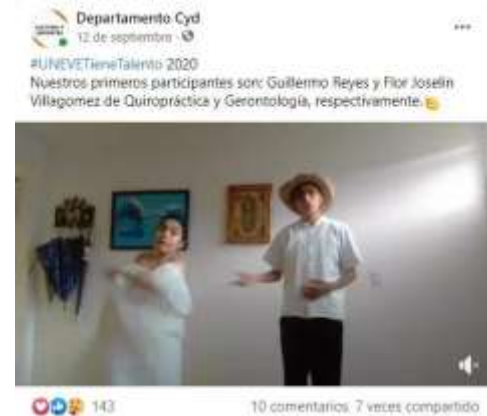 Departamento Cyd
12 de septiembre ·
#UNEVETieneTalento 2020
Nuestros primeros participantes son: Guillermo Reyes y Flor Joselin
Villagomez de Quiropráctica y Gerontología, respectivamente.
143
10 comentarios 7 veces compartido